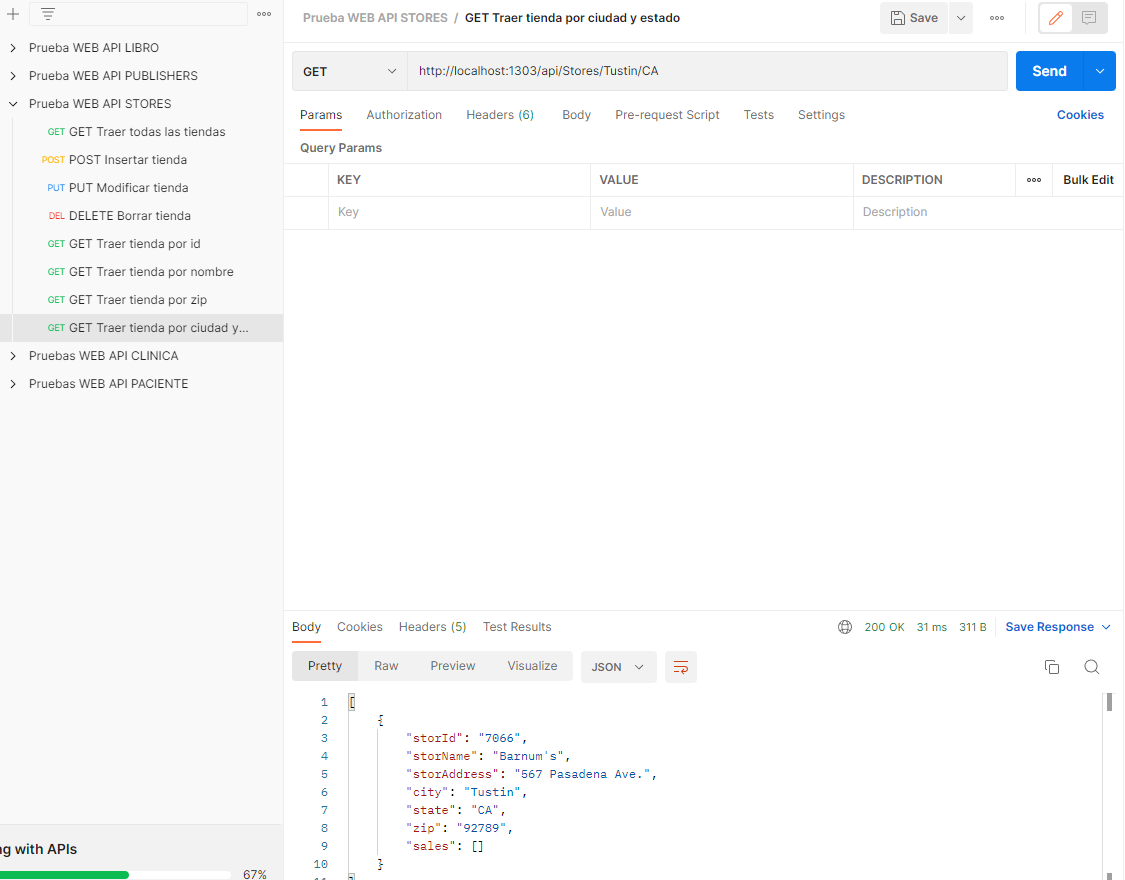 Prueba WEB API STORES / GET Traer tienda por ciudad y estado
Save
Prueba WEB API LIBRO
Prueba WEB API PUBLISHERS
Prueba WEB API STORES
GET GET Traer todas las tiendas
POST POST Insertar tienda
PUT PUT Modificar tienda
DEL DELETE Borrar tienda
GET GET Traer tienda por id
GET GET Traer tienda por nombre
GET GET Traer tienda por zip
GET GET Traer tienda por ciudad y...
Pruebas WEB API CLINICA
Pruebas WEB API PACIENTE
ng with APIs
67%
GET http://localhost:1303/api/Stores/Tustin/CA Send
Params Authorization Headers (6) Body Pre-request Script Tests Settings Cookies
Query Params
KEY VALUE DESCRIPTION Bulk Edit
Key Value Description
Body Cookies Headers (5) Test Results 200 OK 31 ms 311 B Save Response
Pretty Raw Preview Visualize JSON
1 [
2 {
3 "storId": "7066",
4 "storName": "Barnum's",
5 "storAddress": "567 Pasadena Ave.",
6 "city": "Tustin",
7 "state": "CA",
8 "zip": "92789",
9 "sales": []
10 }
11 ]